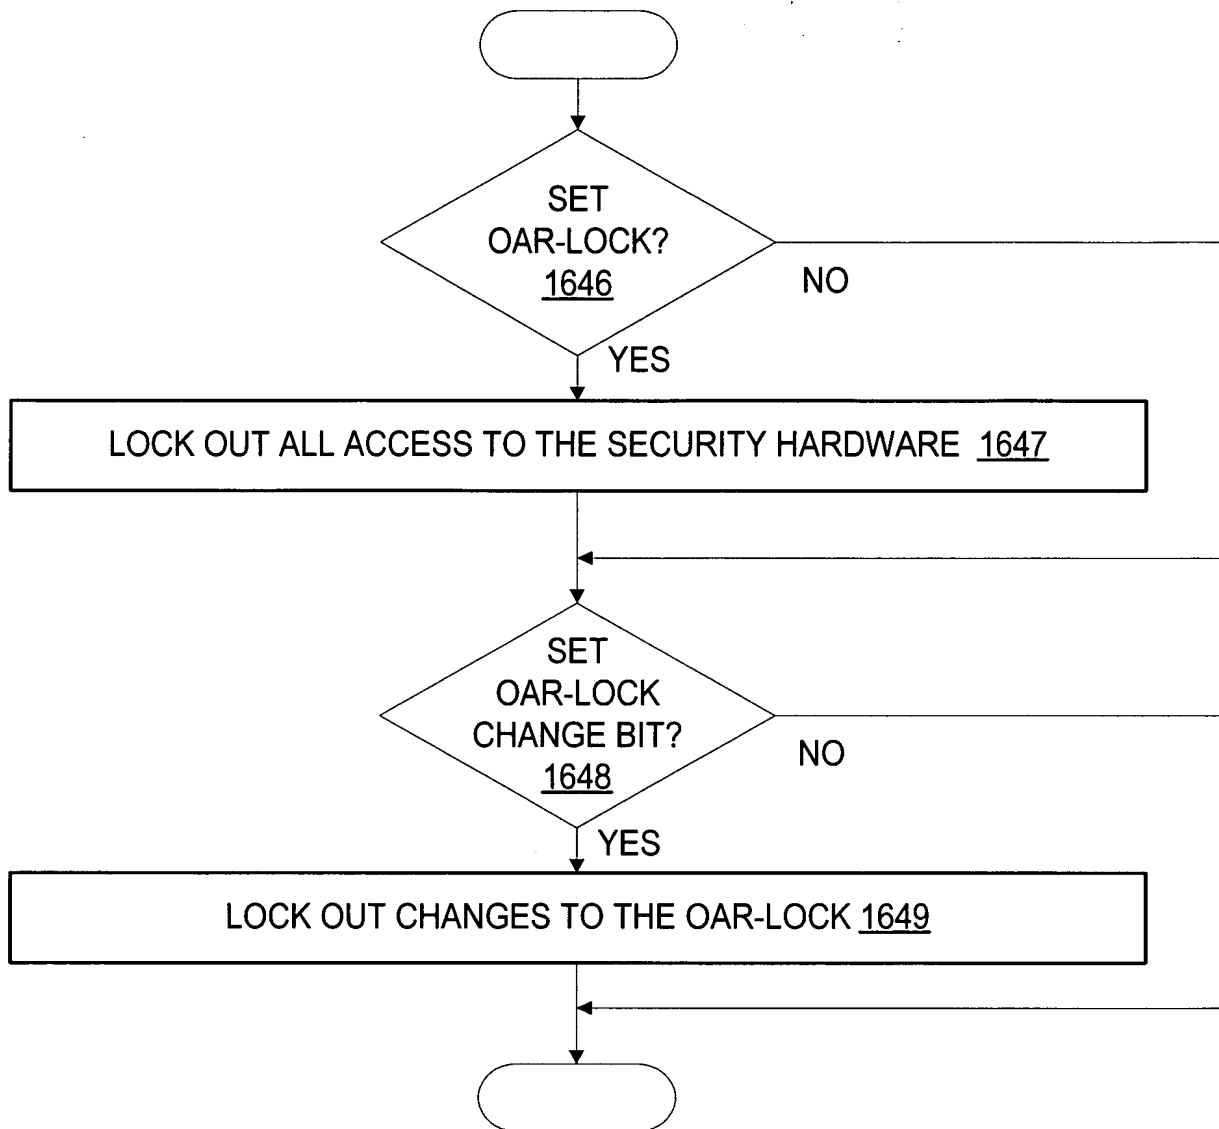 SET
OAR-LOCK?
1646
NO
YES
LOCK OUT ALL ACCESS TO THE SECURITY HARDWARE 1647
SET
OAR-LOCK
CHANGE BIT?
1648
NO
YES
LOCK OUT CHANGES TO THE OAR-LOCK 1649